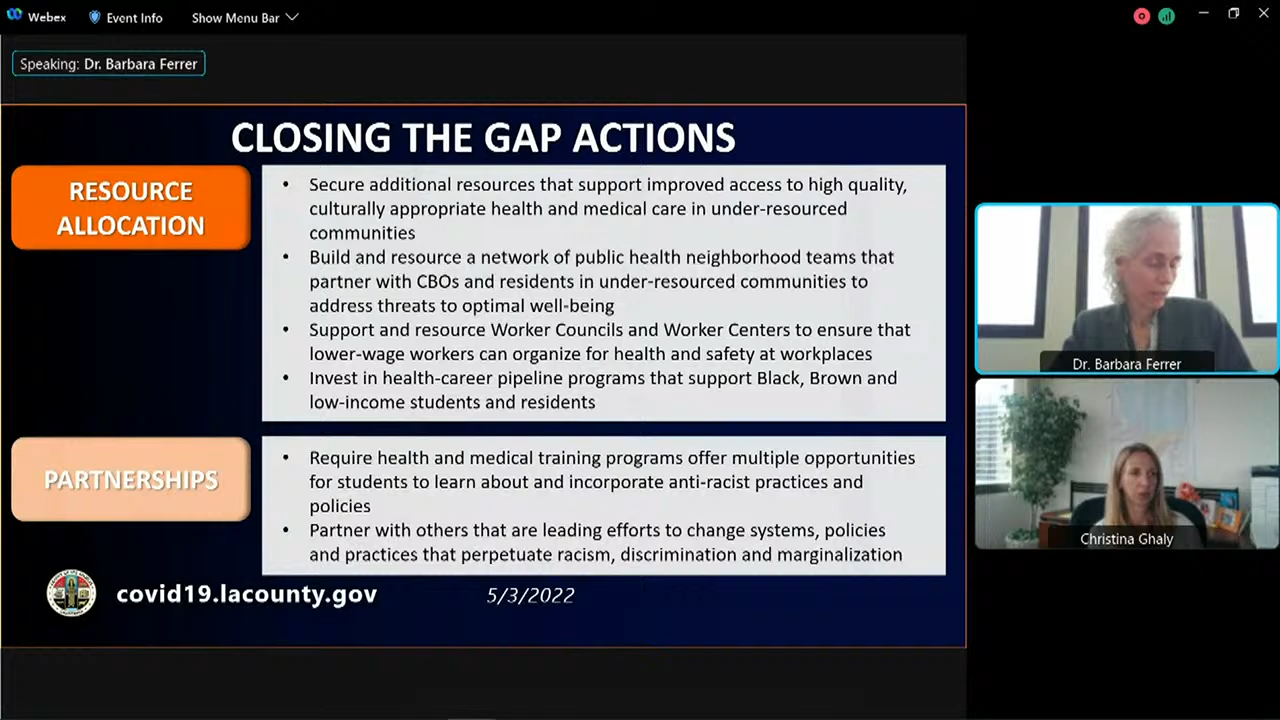 Webex
Event Info
Show Menu Bar
Speaking: Dr. Barbara Ferrer
CLOSING THE GAP ACTIONS
RESOURCE
ALLOCATION
• Secure additional resources that support improved access to high quality,
culturally appropriate health and medical care in under-resourced
communities
• Build and resource a network of public health neighborhood teams that
partner with CBOs and residents in under-resourced communities to
address threats to optimal well-being
• Support and resource Worker Councils and Worker Centers to ensure that
lower-wage workers can organize for health and safety at workplaces
• Invest in health-career pipeline programs that support Black, Brown and
low-income students and residents
PARTNERSHIPS
• Require health and medical training programs offer multiple opportunities
for students to learn about and incorporate anti-racist practices and
policies
• Partner with others that are leading efforts to change systems, policies
and practices that perpetuate racism, discrimination and marginalization
covid19.lacounty.gov
5/3/2022
Dr. Barbara Ferrer
Christina Ghaly